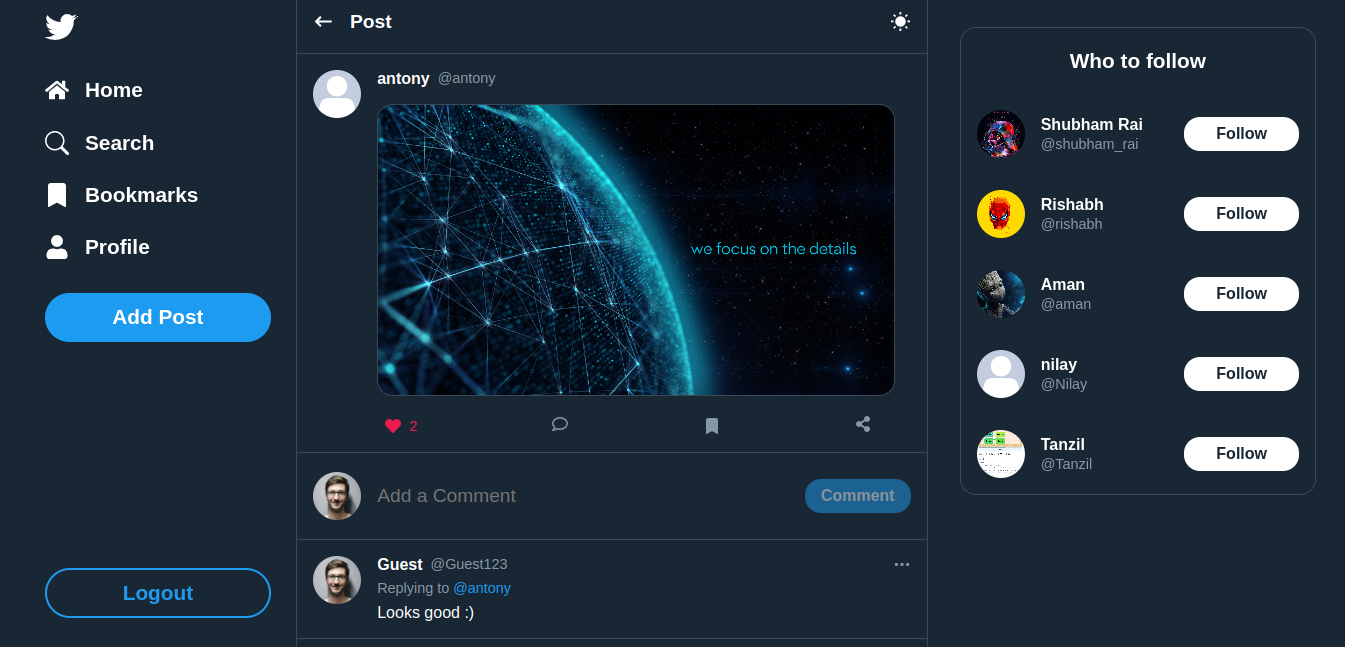 Home
Search
Bookmarks
Profile
Add Post
Logout
Post
antony @antony
we focus on the details
2
Add a Comment
Comment
Guest @Guest123
Replying to @antony
Looks good :)
Who to follow
Shubham Rai
@shubham_rai
Follow
Rishabh
@rishabh
Follow
Aman
@aman
Follow
nilay
@Nilay
Follow
Tanzil
@Tanzil
Follow